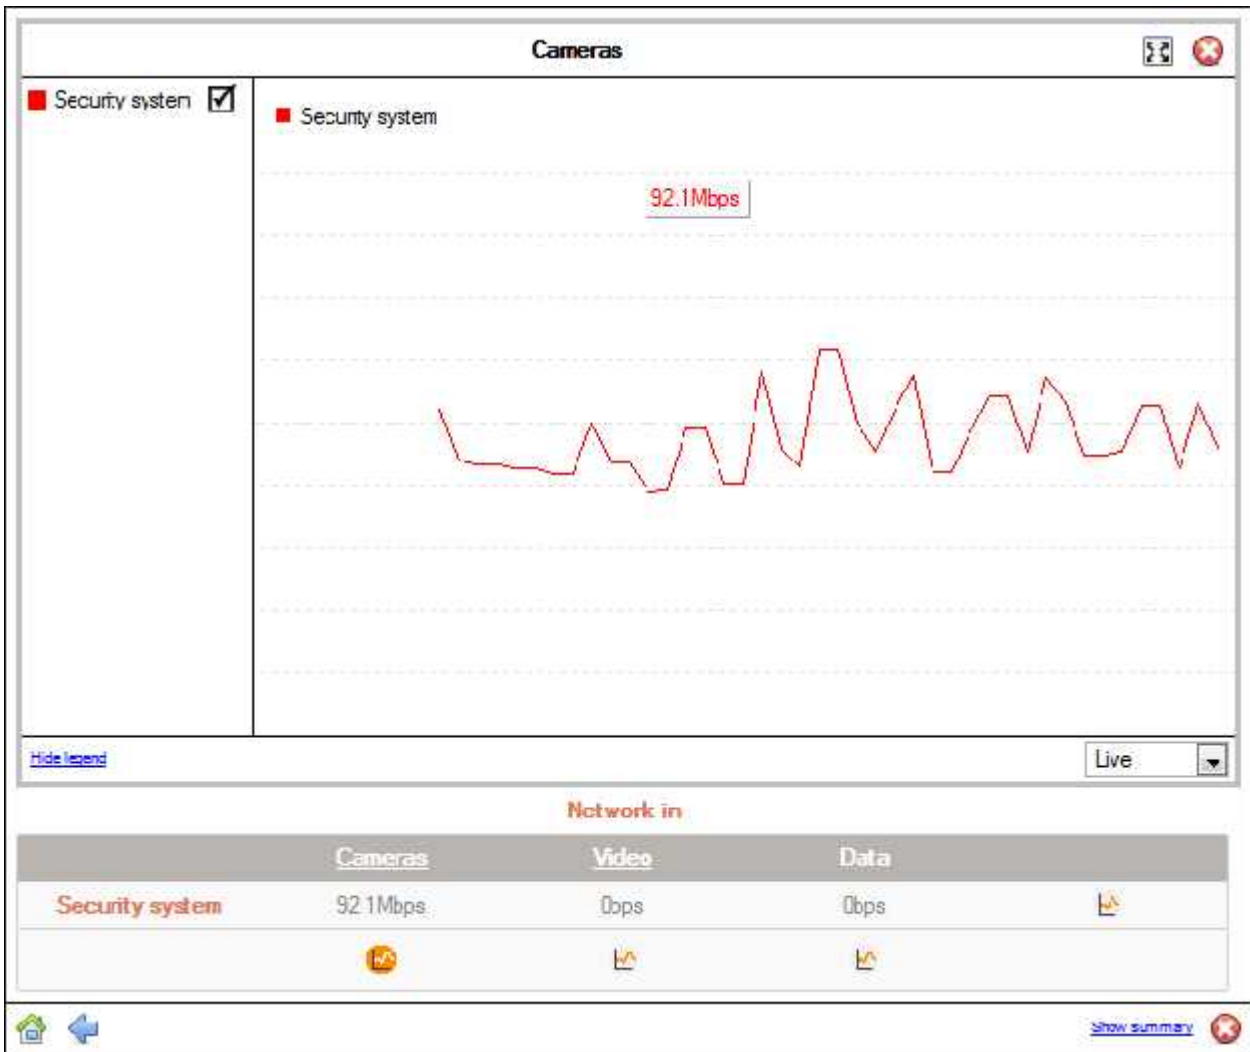 Cameras
Security system
Security system
92.1Mbps
Hide legend
Live
Network in
Cameras Video Data
Security system 92.1Mbps 0bps 0bps
Show summary